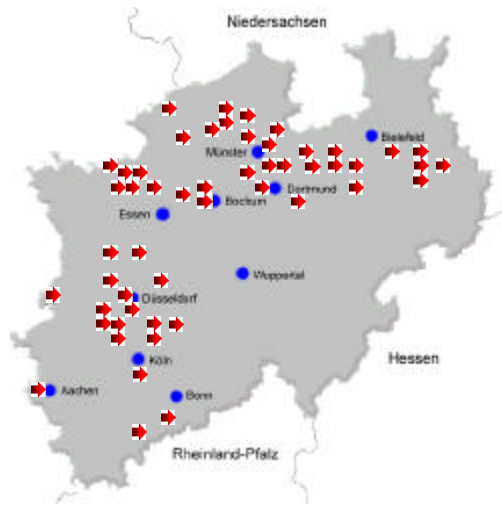 Niedersachsen
Bielefeld
Münster
Dortmund
Bochum
Essen
Wuppertal
Düsseldorf
Hessen
Köln
Aachen
Bonn
Rheinland-Pfalz